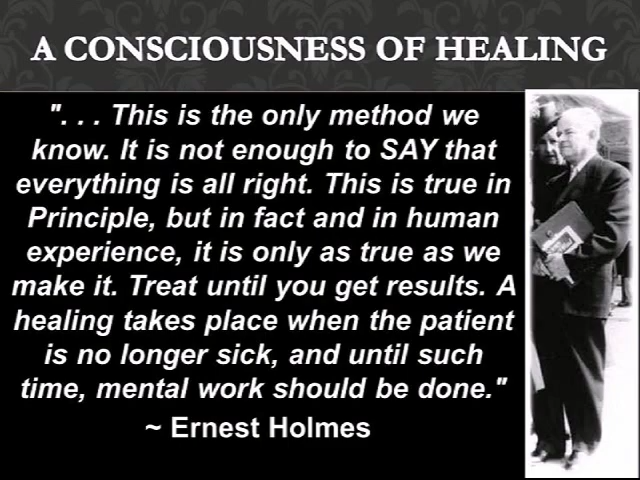 A CONSCIOUSNESS OF HEALING
". . . This is the only method we
know. It is not enough to SAY that
everything is all right. This is true in
Principle, but in fact and in human
experience, it is only as true as we
make it. Treat until you get results. A
healing takes place when the patient
is no longer sick, and until such
time, mental work should be done."
~ Ernest Holmes